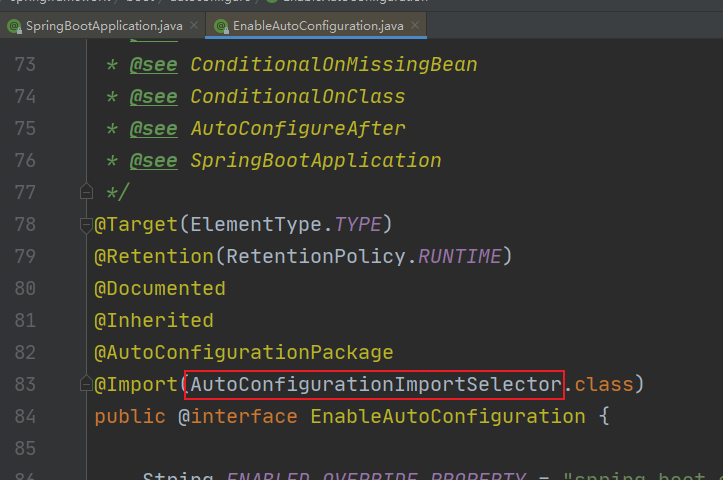 SpringBootApplication.java × EnableAutoConfiguration.java ×
73 * @see ConditionalOnMissingBean
74 * @see ConditionalOnClass
75 * @see AutoConfigureAfter
76 * @see SpringBootApplication
77 */
78 @Target(ElementType.TYPE)
79 @Retention(RetentionPolicy.RUNTIME)
80 @Documented
81 @Inherited
82 @AutoConfigurationPackage
83 @Import(AutoConfigurationImportSelector.class)
84 public @interface EnableAutoConfiguration {
85
86 String ENABLED_OVERRIDE_PROPERTY = "spring.boot